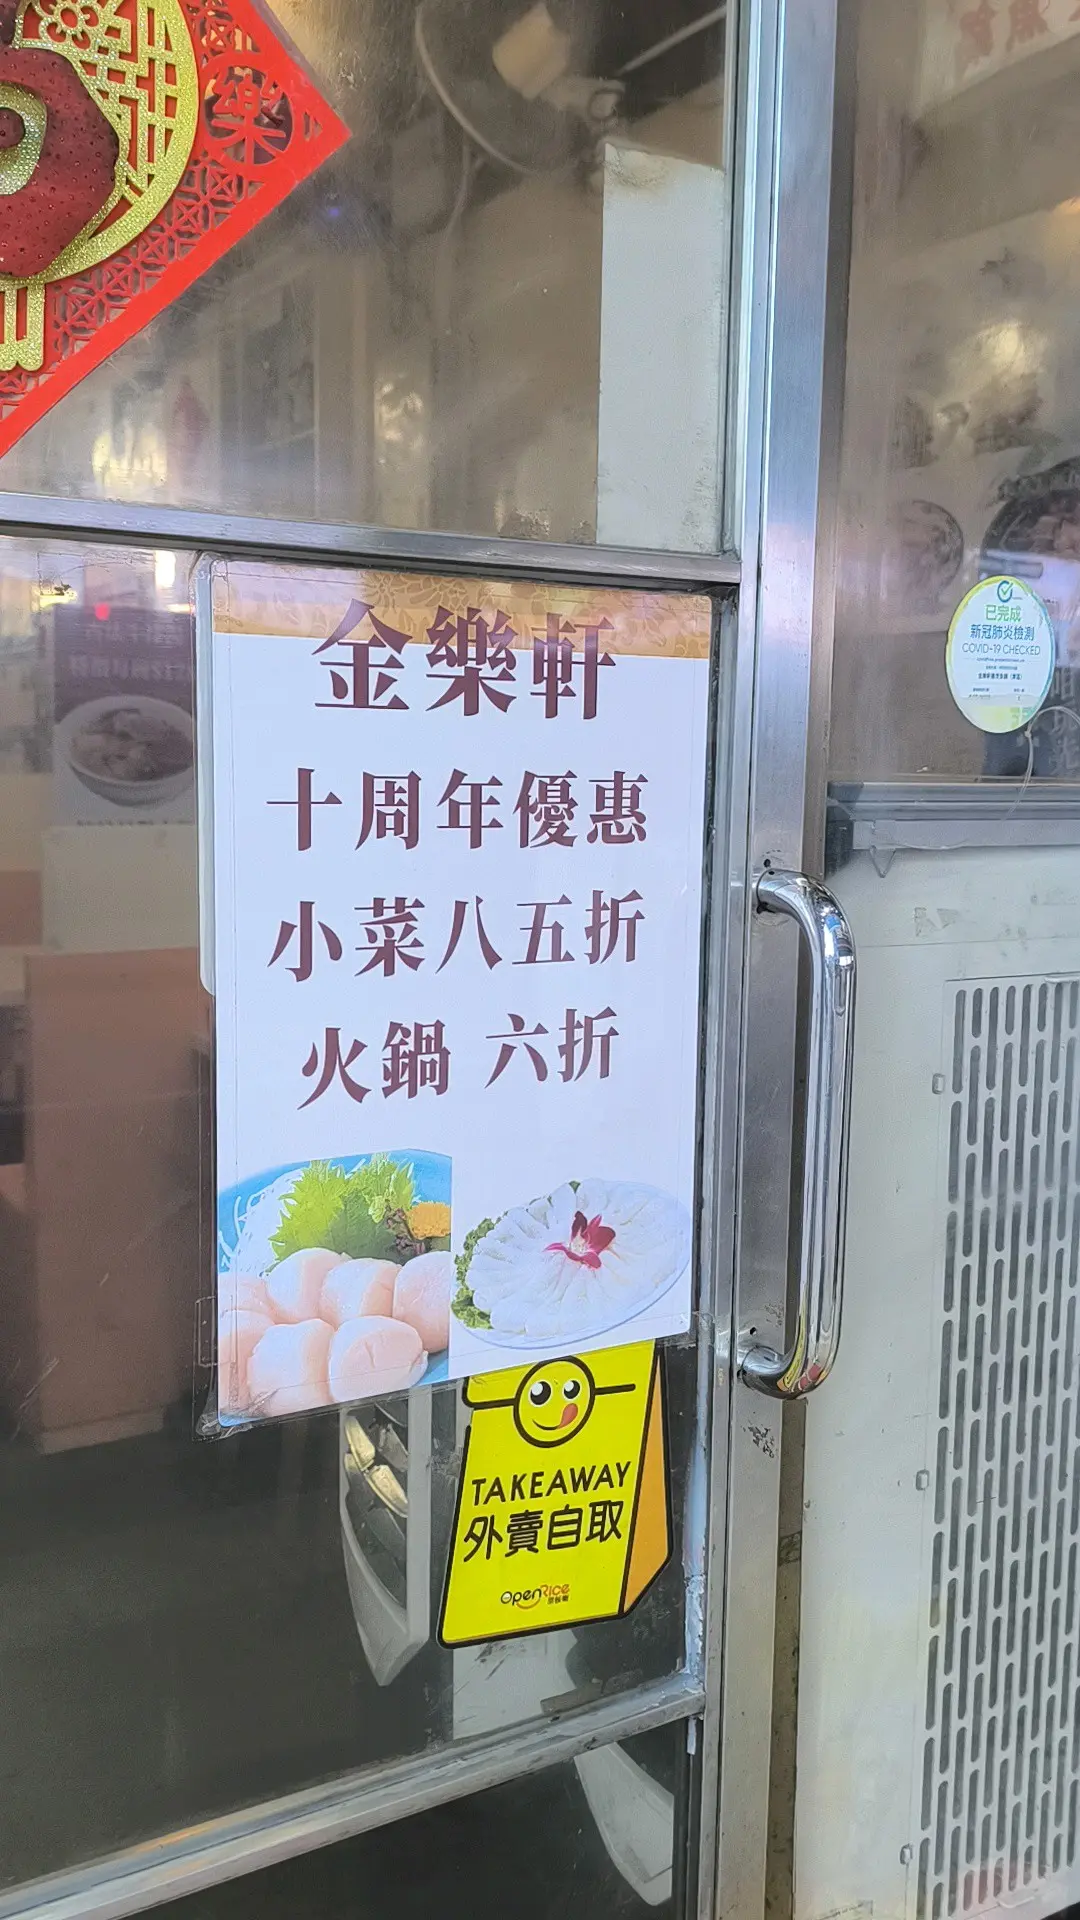 樂
金樂軒
十周年優惠
小菜八五折
火鍋 六折
TAKEAWAY
外賣自取
OpenRice
已完成
新冠肺炎檢測
COVID-19 CHECKED